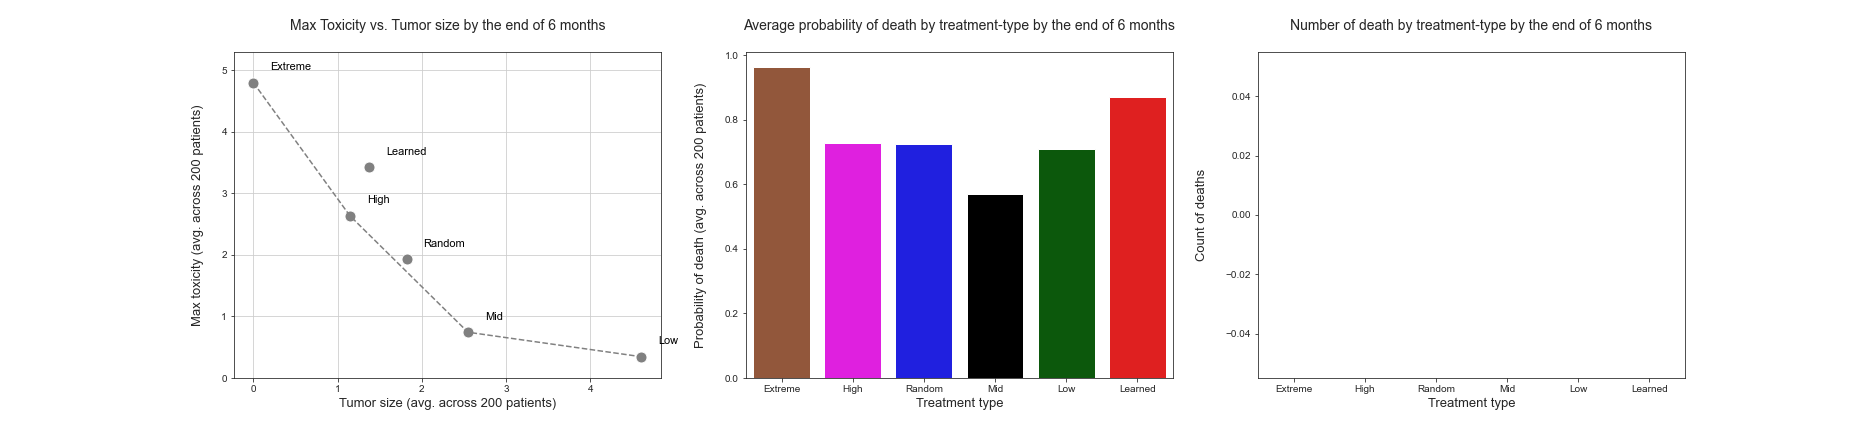 Max Toxicity vs. Tumor size by the end of 6 months
Max toxicity (avg. across 200 patients)
5
4
3
2
1
0
Extreme
Learned
High
Random
Mid
Low
0 1 2 3 4
Tumor size (avg. across 200 patients)
Average probability of death by treatment-type by the end of 6 months
Probability of death (avg. across 200 patients)
1.0
0.8
0.6
0.4
0.2
0.0
Extreme High Random Mid Low Learned
Treatment type
Number of death by treatment-type by the end of 6 months
Count of deaths
0.04
0.02
0.00
−0.02
−0.04
Extreme High Random Mid Low Learned
Treatment type